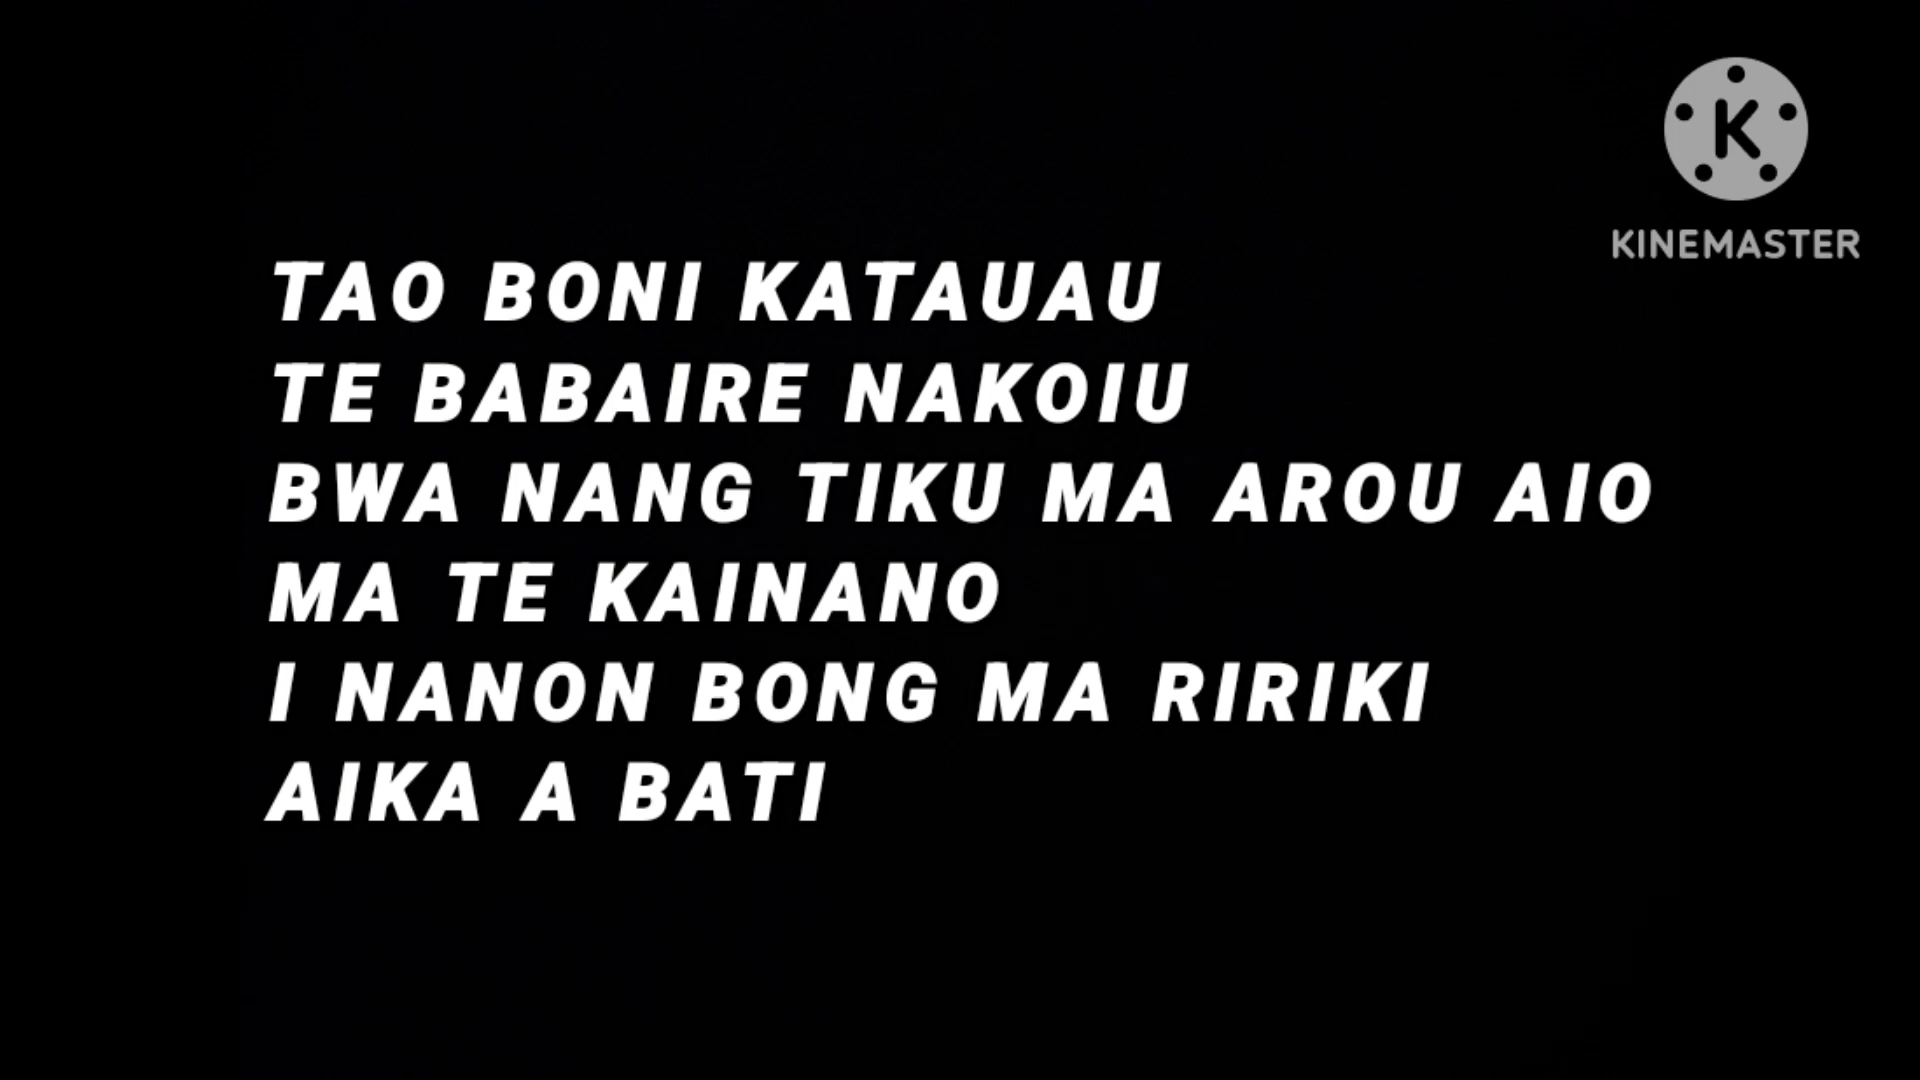 KINEMASTER
TAO BONI KATAUAU
TE BABAIRE NAKOIU
BWA NANG TIKU MA AROU AIO
MA TE KAINANO
I NANON BONG MA RIRIKI
AIKA A BATI